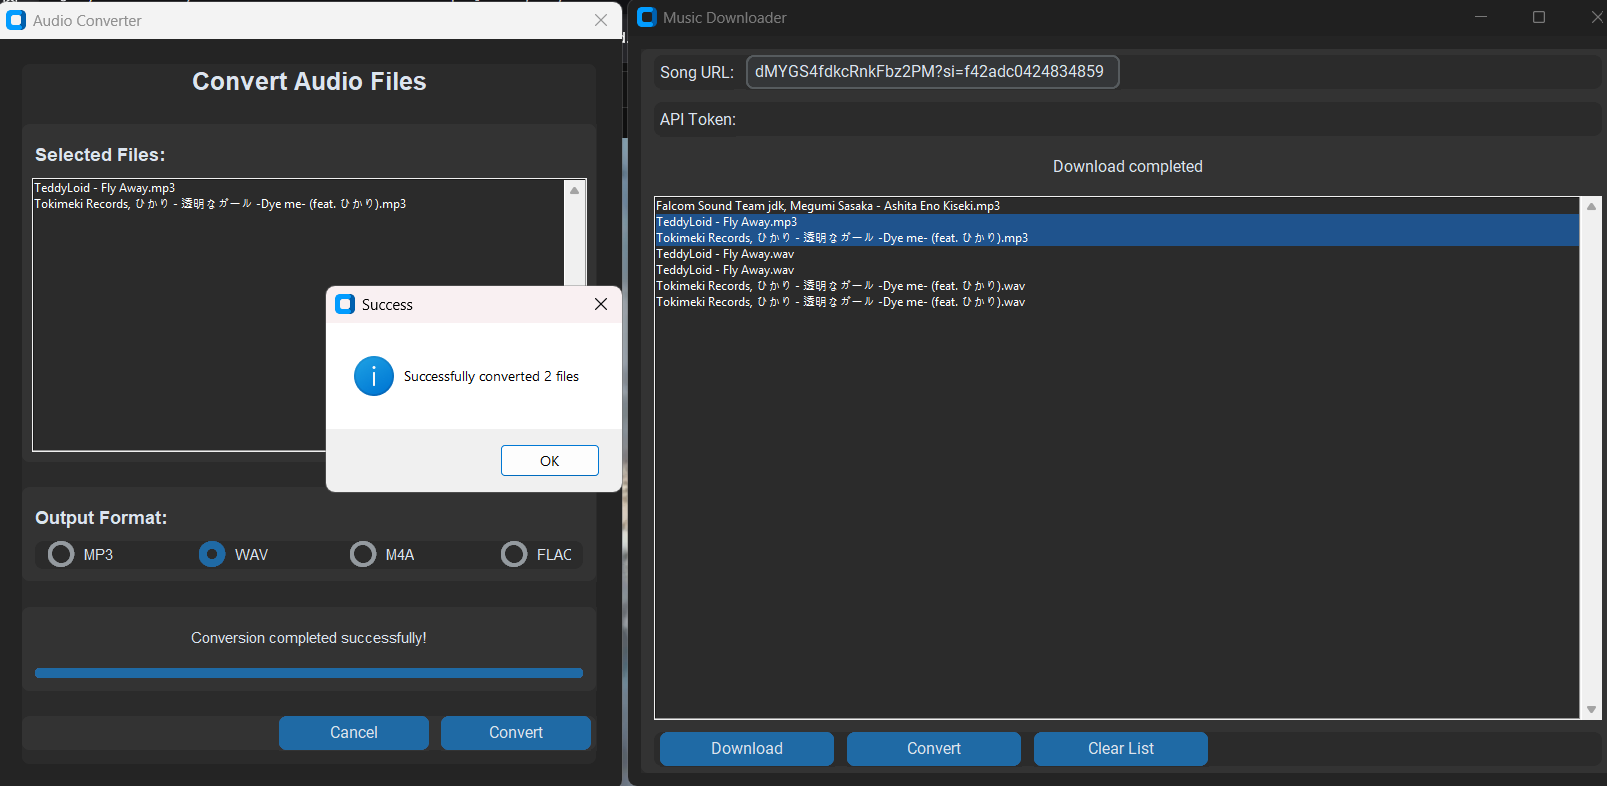 Audio Converter
Convert Audio Files
Selected Files:
TeddyLoid - Fly Away.mp3
Tokimeki Records, ひかり - 透明なガール -Dye me- (feat. ひかり).mp3
Success
Successfully converted 2 files
OK
Output Format:
MP3 WAV M4A FLAC
Conversion completed successfully!
Cancel Convert
Music Downloader
Song URL: dMYGS4fdkcRnkFbz2PM?si=f42adc0424834859
API Token:
Download completed
Falcom Sound Team jdk, Megumi Sasaka - Ashita Eno Kiseki.mp3
TeddyLoid - Fly Away.mp3
Tokimeki Records, ひかり - 透明なガール -Dye me- (feat. ひかり).mp3
TeddyLoid - Fly Away.wav
TeddyLoid - Fly Away.wav
Tokimeki Records, ひかり - 透明なガール -Dye me- (feat. ひかり).wav
Tokimeki Records, ひかり - 透明なガール -Dye me- (feat. ひかり).wav
Download Convert Clear List